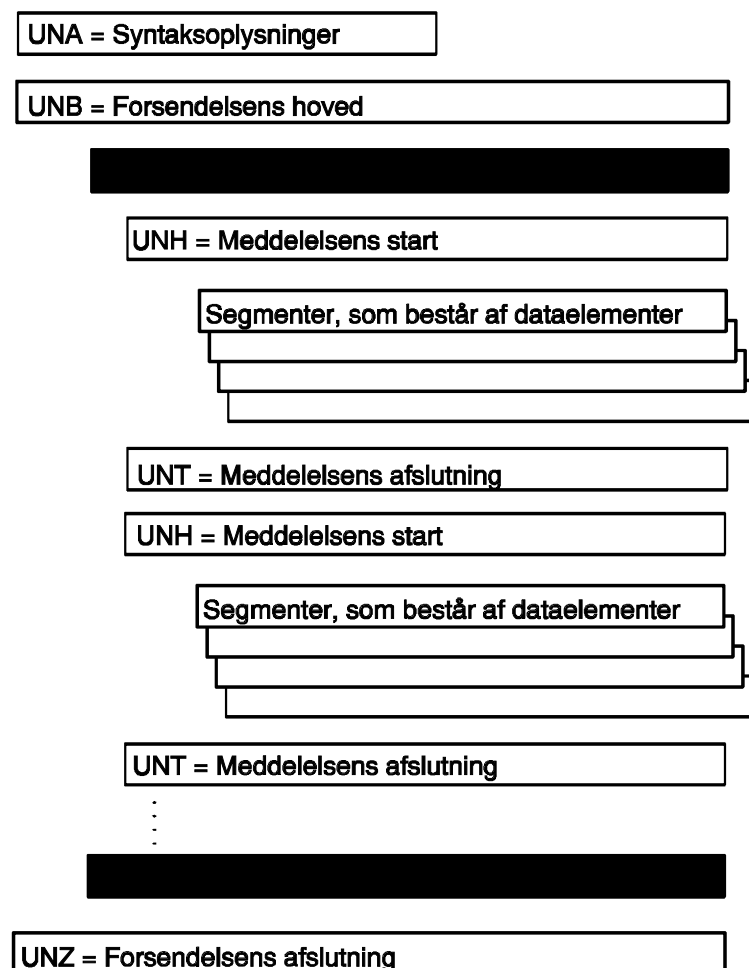 UNA = Syntaksoplysninger
UNB = Forsendelsens hoved
UNH = Meddelelsens start
Segmenter, som består af dataelementer
UNT = Meddelelsens afslutning
UNH = Meddelelsens start
Segmenter, som består af dataelementer
UNT = Meddelelsens afslutning
UNZ = Forsendelsens afslutning